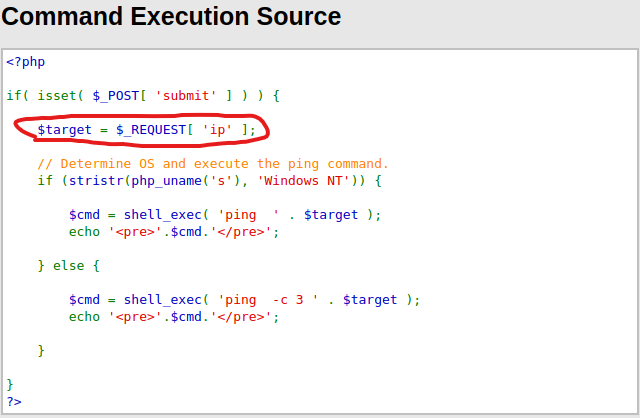 Command Execution Source
<?php
if( isset( $_POST[ 'submit' ] ) ) {
$target = $_REQUEST[ 'ip' ];
// Determine OS and execute the ping command.
if (stristr(php_uname('s'), 'Windows NT')) {
$cmd = shell_exec( 'ping  ' . $target );
echo '<pre>'.$cmd.'</pre>';
} else {
$cmd = shell_exec( 'ping  -c 3 ' . $target );
echo '<pre>'.$cmd.'</pre>';
}
}
?>